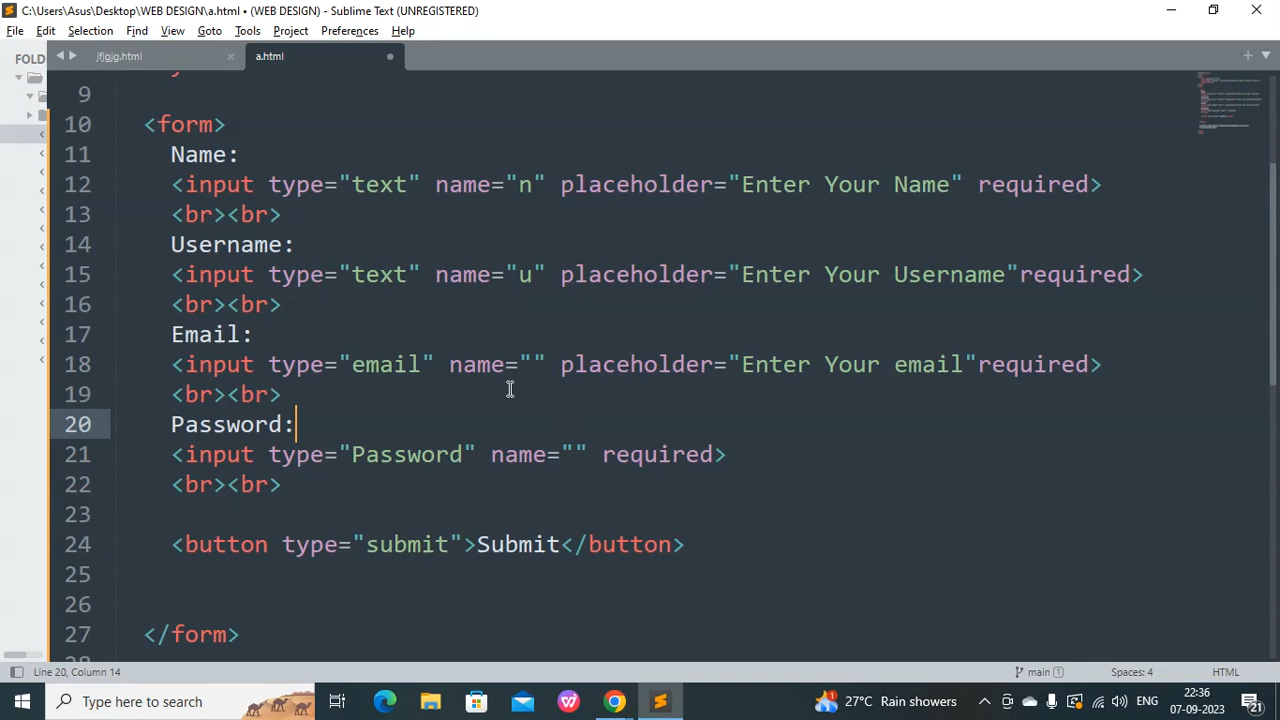 C:\Users\Asus\Desktop\WEB DESIGN\a.html • (WEB DESIGN) - Sublime Text (UNREGISTERED)
File Edit Selection Find View Goto Tools Project Preferences Help
FOLD
jfjgjg.html
a.html
9
10 <form>
11 Name:
12 <input type="text" name="n" placeholder="Enter Your Name" required>
13 <br><br>
14 Username:
15 <input type="text" name="u" placeholder="Enter Your Username"required>
16 <br><br>
17 Email:
18 <input type="email" name="" placeholder="Enter Your email"required>
19 <br><br>
20 Password:
21 <input type="Password" name="" required>
22 <br><br>
23
24 <button type="submit">Submit</button>
25
26
27 </form>
Line 20, Column 14
main 1
Spaces: 4
HTML
Type here to search
27°C Rain showers
ENG
22:36
07-09-2023
21